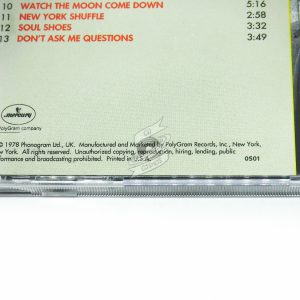 10 WATCH THE MOON COME DOWN 5:16
11 NEW YORK SHUFFLE 2:58
12 SOUL SHOES 3:32
13 DON'T ASK ME QUESTIONS 3:49
mercury
PolyGram company
© 1978 Phonogram Ltd., UK. Manufactured and Marketed by PolyGram Records, Inc., New York,
New York. All rights reserved. Unauthorized copying, reproduction, hiring, lending, public
formance and broadcasting prohibited. Printed in U.S.A. 0501